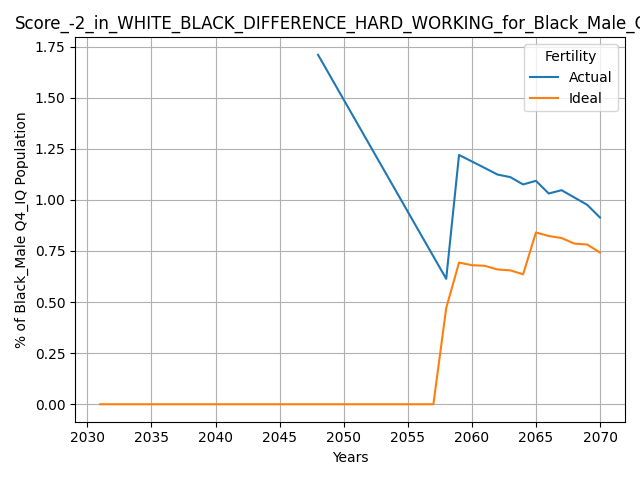 Score_-2_in_WHITE_BLACK_DIFFERENCE_HARD_WORKING_for_Black_Male_
Fertility
Actual
Ideal
% of Black_Male Q4_IQ Population
1.75
1.50
1.25
1.00
0.75
0.50
0.25
0.00
2030 2035 2040 2045 2050 2055 2060 2065 2070
Years